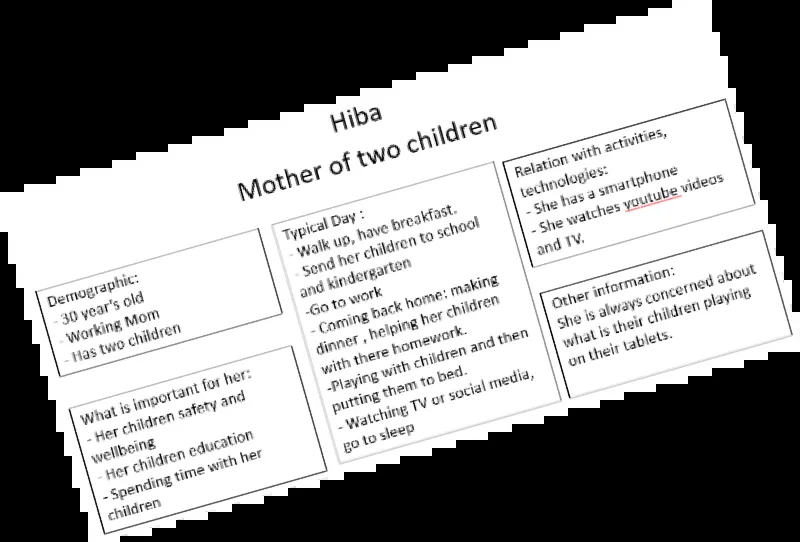 Hiba
Mother of two children
Demographic:
- 30 year's old
- Working Mom
- Has two children
What is important for her:
- Her children safety and
wellbeing
- Her children education
- Spending time with her
children
Typical Day :
- Walk up, have breakfast.
- Send her children to school
and kindergarten
-Go to work
- Coming back home: making
dinner , helping her children
with there homework.
-Playing with children and then
putting them to bed.
- Watching TV or social media,
go to sleep
Relation with activities,
technologies:
- She has a smartphone
- She watches youtube videos
and TV.
Other information:
She is always concerned about
what is their children playing
on their tablets.